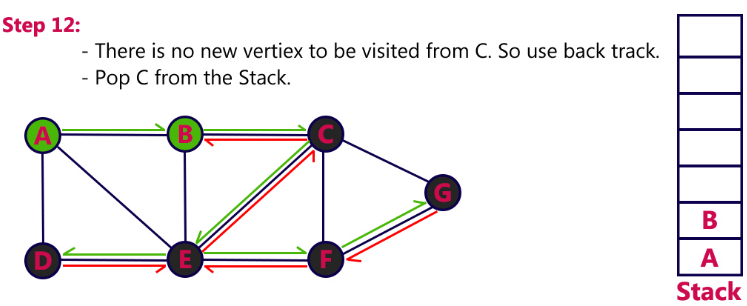 Step 12:
- There is no new vertiex to be visited from C. So use back track.
- Pop C from the Stack.
A
B
C
G
D
E
F
B
A
Stack